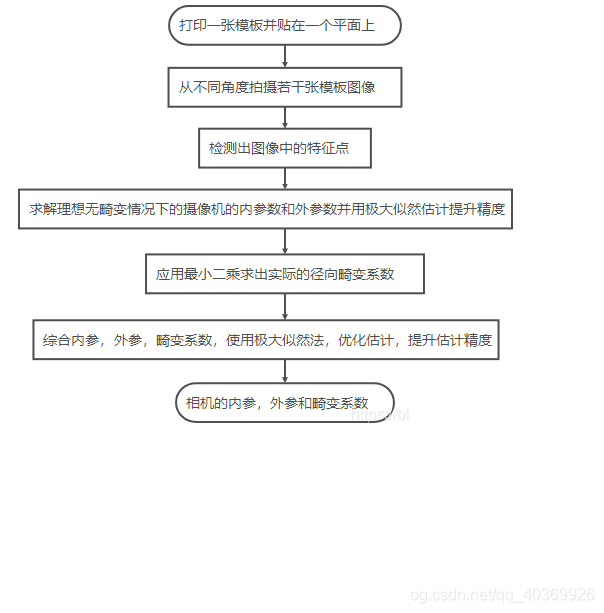 打印一张模板并贴在一个平面上
从不同角度拍摄若干张模板图像
检测出图像中的特征点
求解理想无畸变情况下的摄像机的内参数和外参数并用极大似然估计提升精度
应用最小二乘求出实际的径向畸变系数
综合内参，外参，畸变系数，使用极大似然法，优化估计，提升估计精度
相机的内参，外参和畸变系数
https://bl
og.csdn.net/qq_40369926